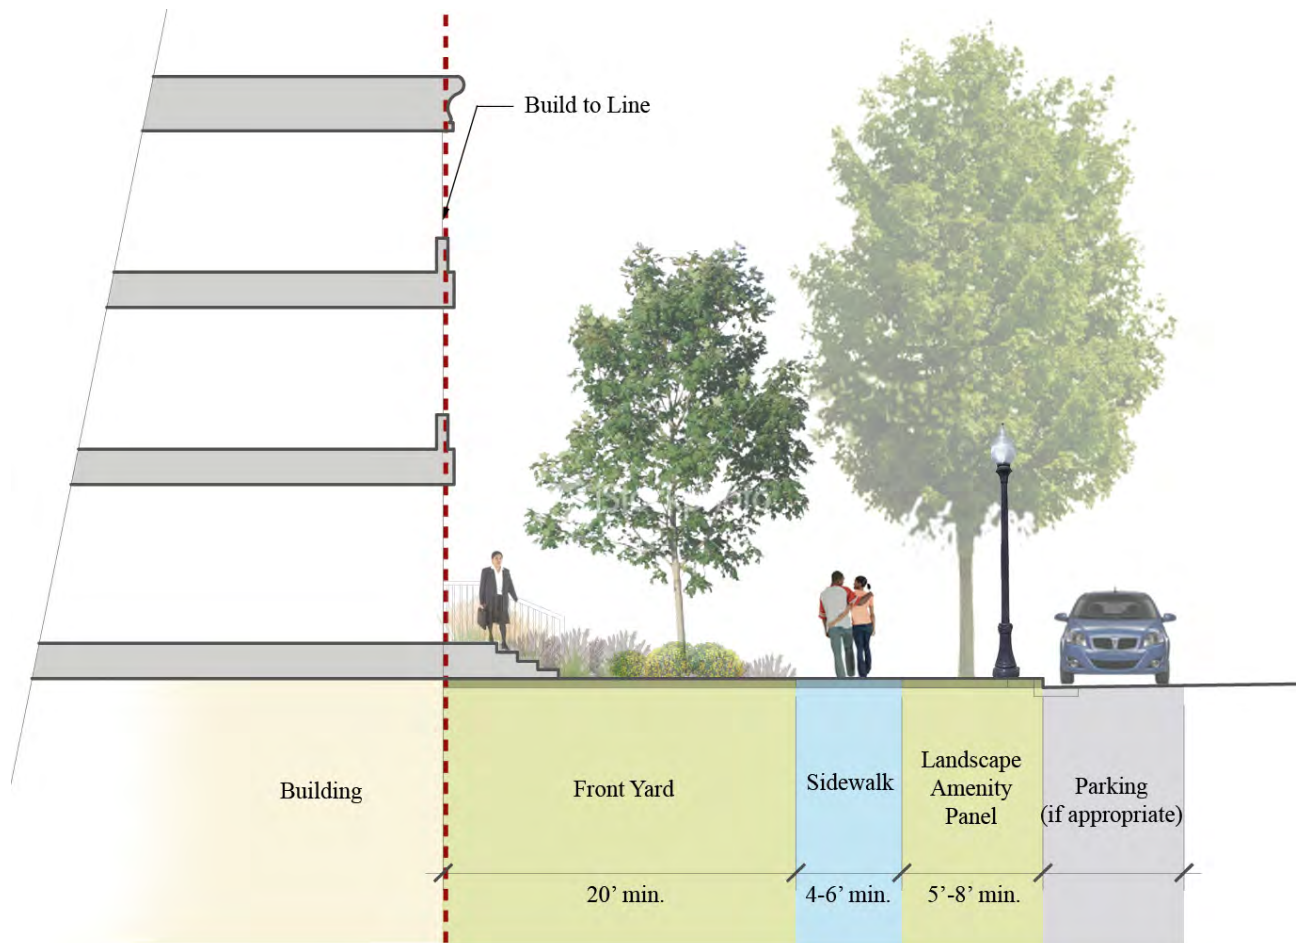 Build to Line
Building
Front Yard
Sidewalk
Landscape
Amenity
Panel
Parking
(if appropriate)
20’ min.
4-6’ min.
5’-8’ min.